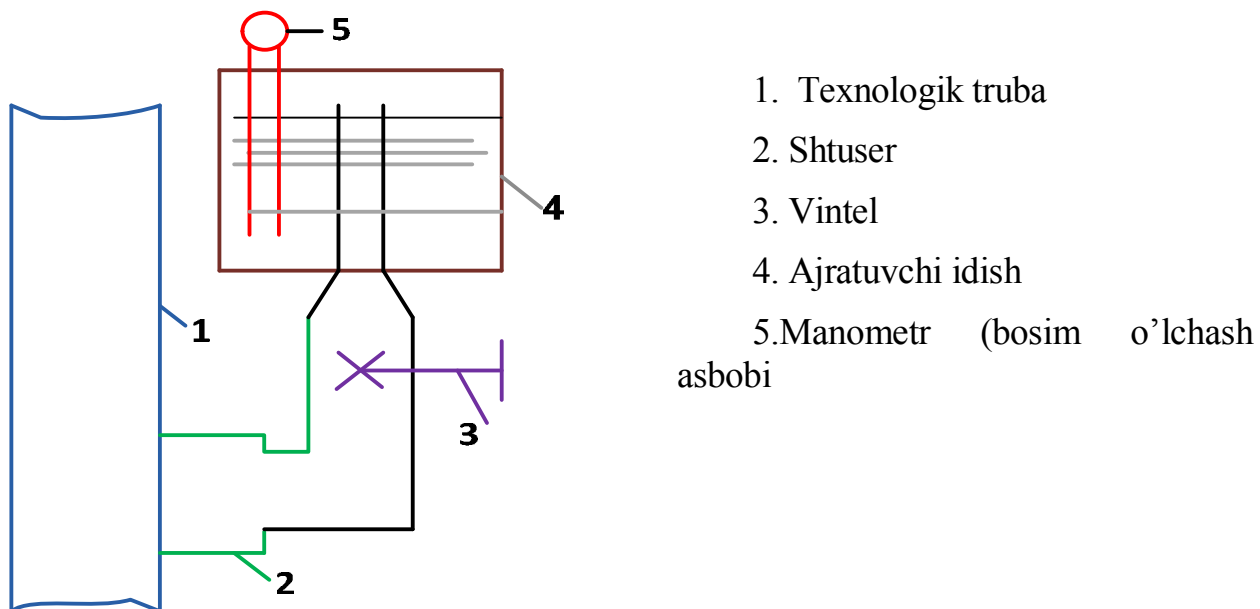 5
1. Texnologik truba
2. Shtuser
3. Vintel
4
4. Ajratuvchi idish
1
5.Manometr (bosim o’lchash
asbobi
3
2